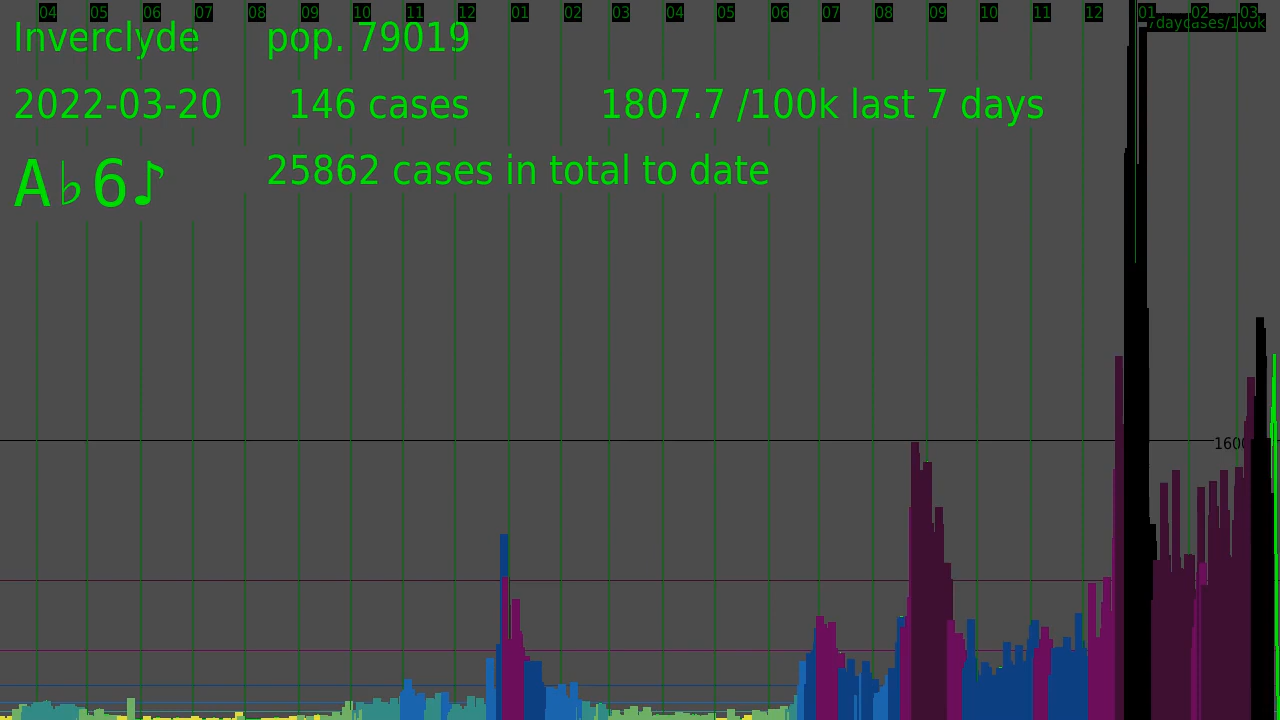 04 05 06 07 08 09 10 11 12 01 02 03 04 05 06 07 08 09 10 11 12 01 02 03
7daycases/100k
Inverclyde pop. 79019
2022-03-20 146 cases 1807.7 /100k last 7 days
A♭6♪ 25862 cases in total to date
1600